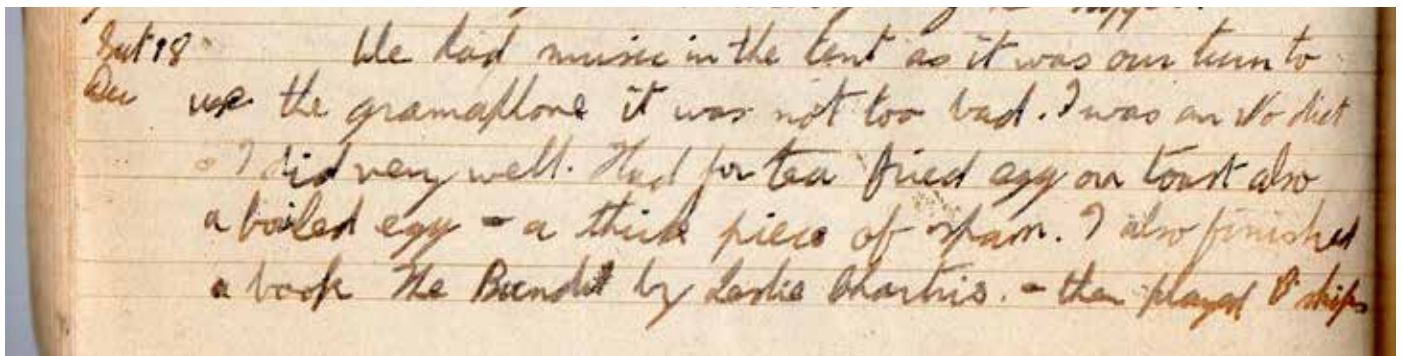 Sat 18 We had music in the tent as it was our turn to
Dec use the gramaphone it was not too bad. I was on No diet
I did very well. Had for tea fried egg on toast also
a boiled egg - a thick piece of spam. I also finished
a book The Bandit by Leslie Chartris. - then played B ships